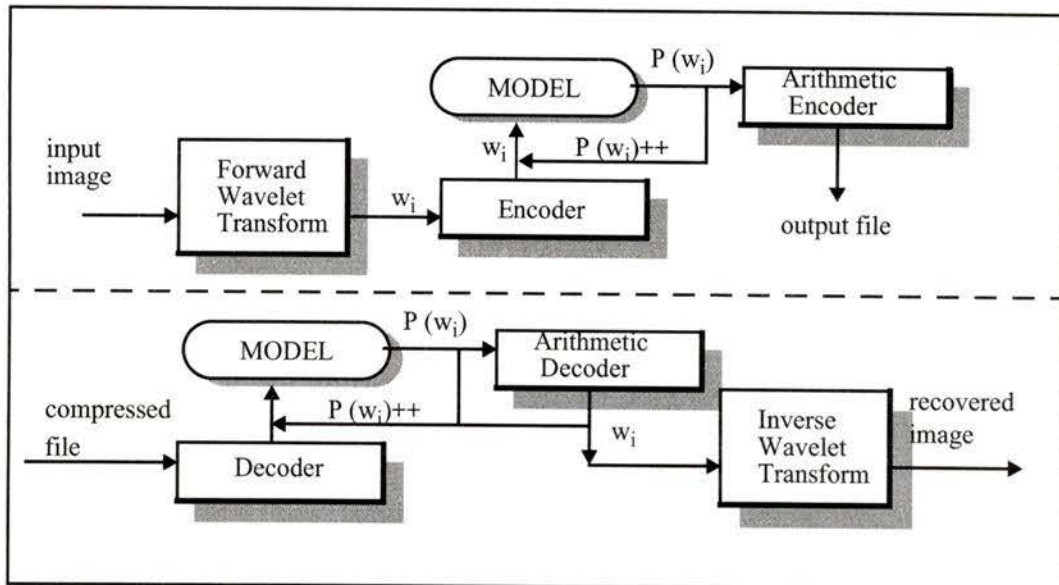 P (wi)
MODEL
Arithmetic
Encoder
wi
P (wi)++
input
image
Forward
Wavelet
Transform
wi
Encoder
output file
P (wi)
MODEL
Arithmetic
Decoder
compressed
file
P (wi)++
wi
Decoder
Inverse
Wavelet
Transform
recovered
image